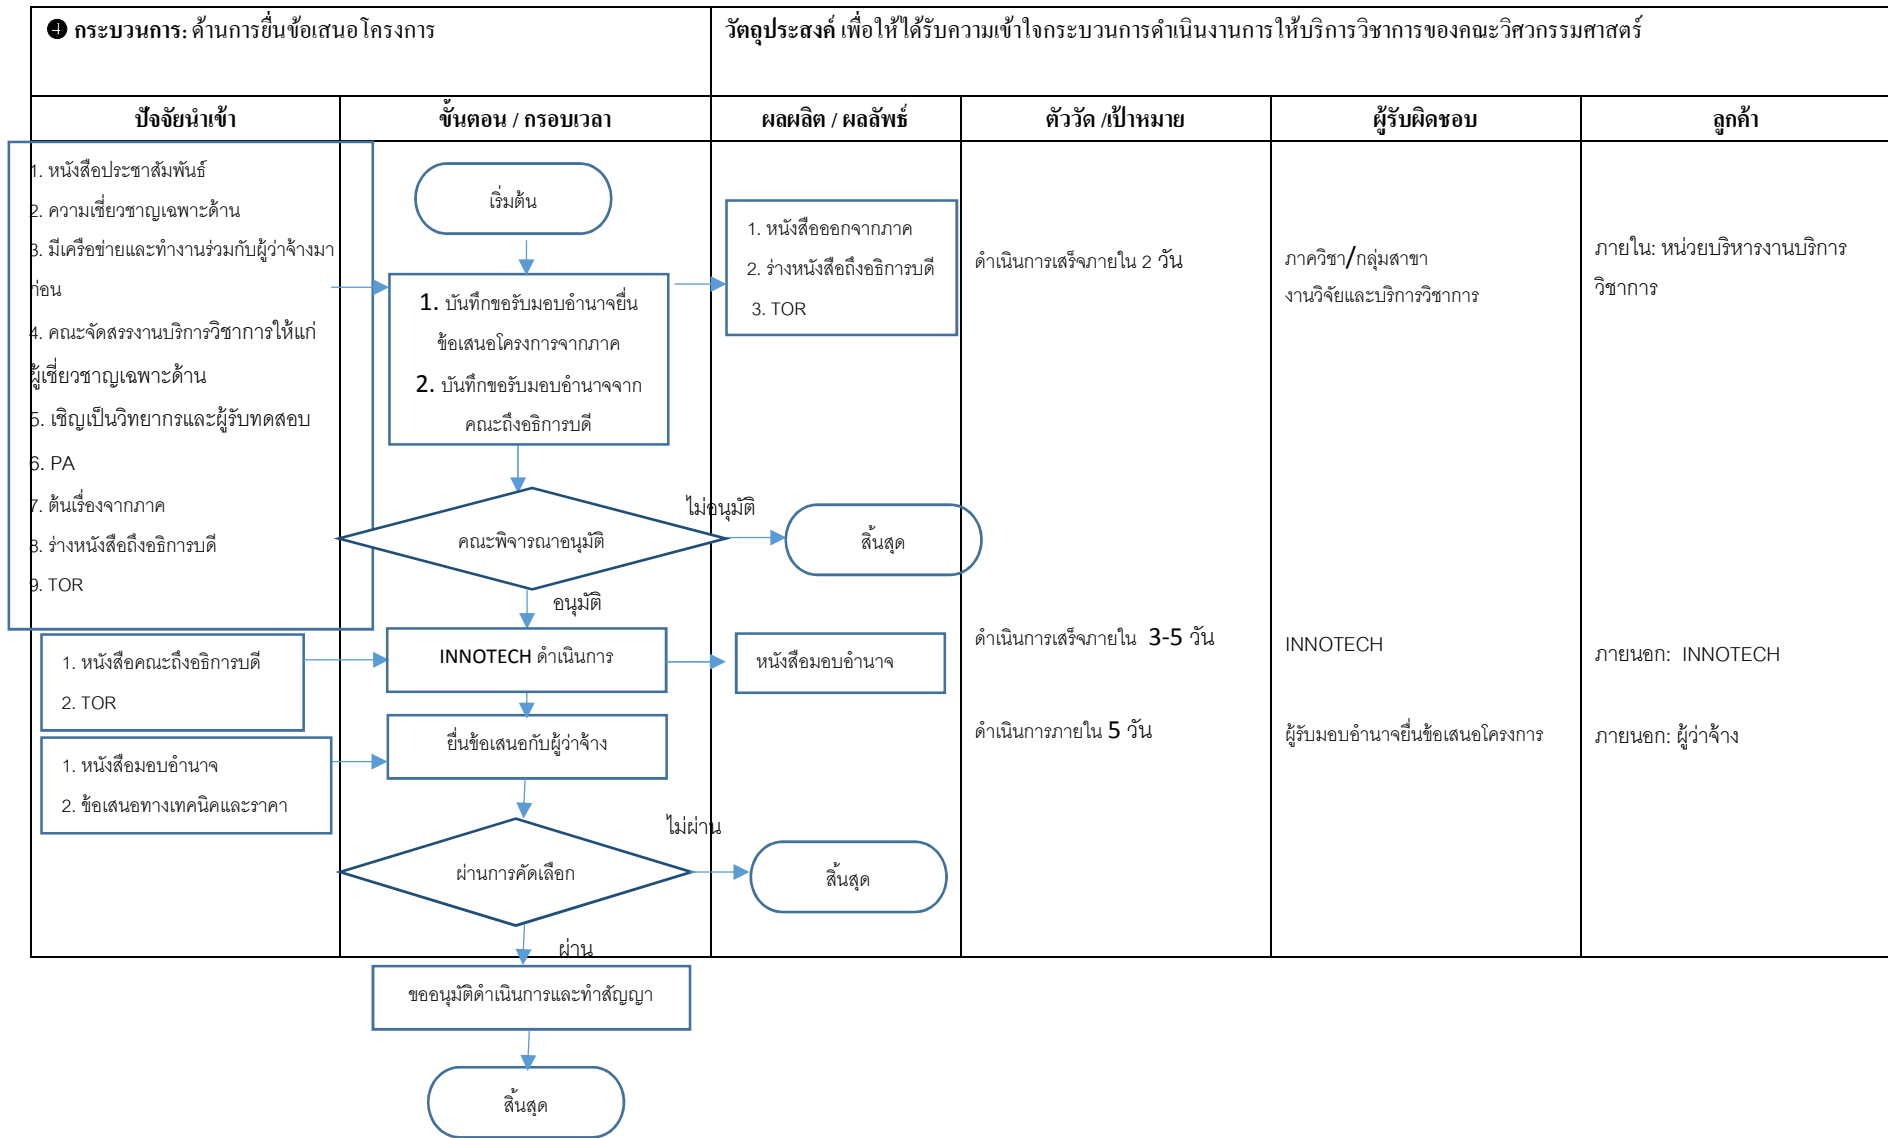 ❹ กระบวนการ: ด้านการยื่นข้อเสนอโครงการ
วัตถุประสงค์ เพื่อให้ได้รับความเข้าใจกระบวนการดำเนินงานการให้บริการวิชาการของคณะวิศวกรรมศาสตร์
ปัจจัยนำเข้า
ขั้นตอน / กรอบเวลา
ผลผลิต / ผลลัพธ์
ตัววัด /เป้าหมาย
ผู้รับผิดชอบ
ลูกค้า
1. หนังสือประชาสัมพันธ์
2. ความเชี่ยวชาญเฉพาะด้าน
3. มีเครือข่ายและทำงานร่วมกับผู้ว่าจ้างมา
ก่อน
4. คณะจัดสรรงานบริการวิชาการให้แก่
ผู้เชี่ยวชาญเฉพาะด้าน
5. เชิญเป็นวิทยากรและผู้รับทดสอบ
6. PA
7. ต้นเรื่องจากภาค
8. ร่างหนังสือถึงอธิการบดี
9. TOR
เริ่มต้น
1. บันทึกขอรับมอบอำนาจยื่น
ข้อเสนอโครงการจากภาค
2. บันทึกขอรับมอบอำนาจจาก
คณะถึงอธิการบดี
1. หนังสือออกจากภาค
2. ร่างหนังสือถึงอธิการบดี
3. TOR
ดำเนินการเสร็จภายใน 2 วัน
ภาควิชา/กลุ่มสาขา
งานวิจัยและบริการวิชาการ
ภายใน: หน่วยบริหารงานบริการ
วิชาการ
คณะพิจารณาอนุมัติ
ไม่อนุมัติ
สิ้นสุด
อนุมัติ
1. หนังสือคณะถึงอธิการบดี
2. TOR
INNOTECH ดำเนินการ
หนังสือมอบอำนาจ
ดำเนินการเสร็จภายใน 3-5 วัน
INNOTECH
ภายนอก: INNOTECH
1. หนังสือมอบอำนาจ
2. ข้อเสนอทางเทคนิคและราคา
ยื่นข้อเสนอกับผู้ว่าจ้าง
ดำเนินการภายใน 5 วัน
ผู้รับมอบอำนาจยื่นข้อเสนอโครงการ
ภายนอก: ผู้ว่าจ้าง
ผ่านการคัดเลือก
ไม่ผ่าน
สิ้นสุด
ผ่าน
ขออนุมัติดำเนินการและทำสัญญา
สิ้นสุด